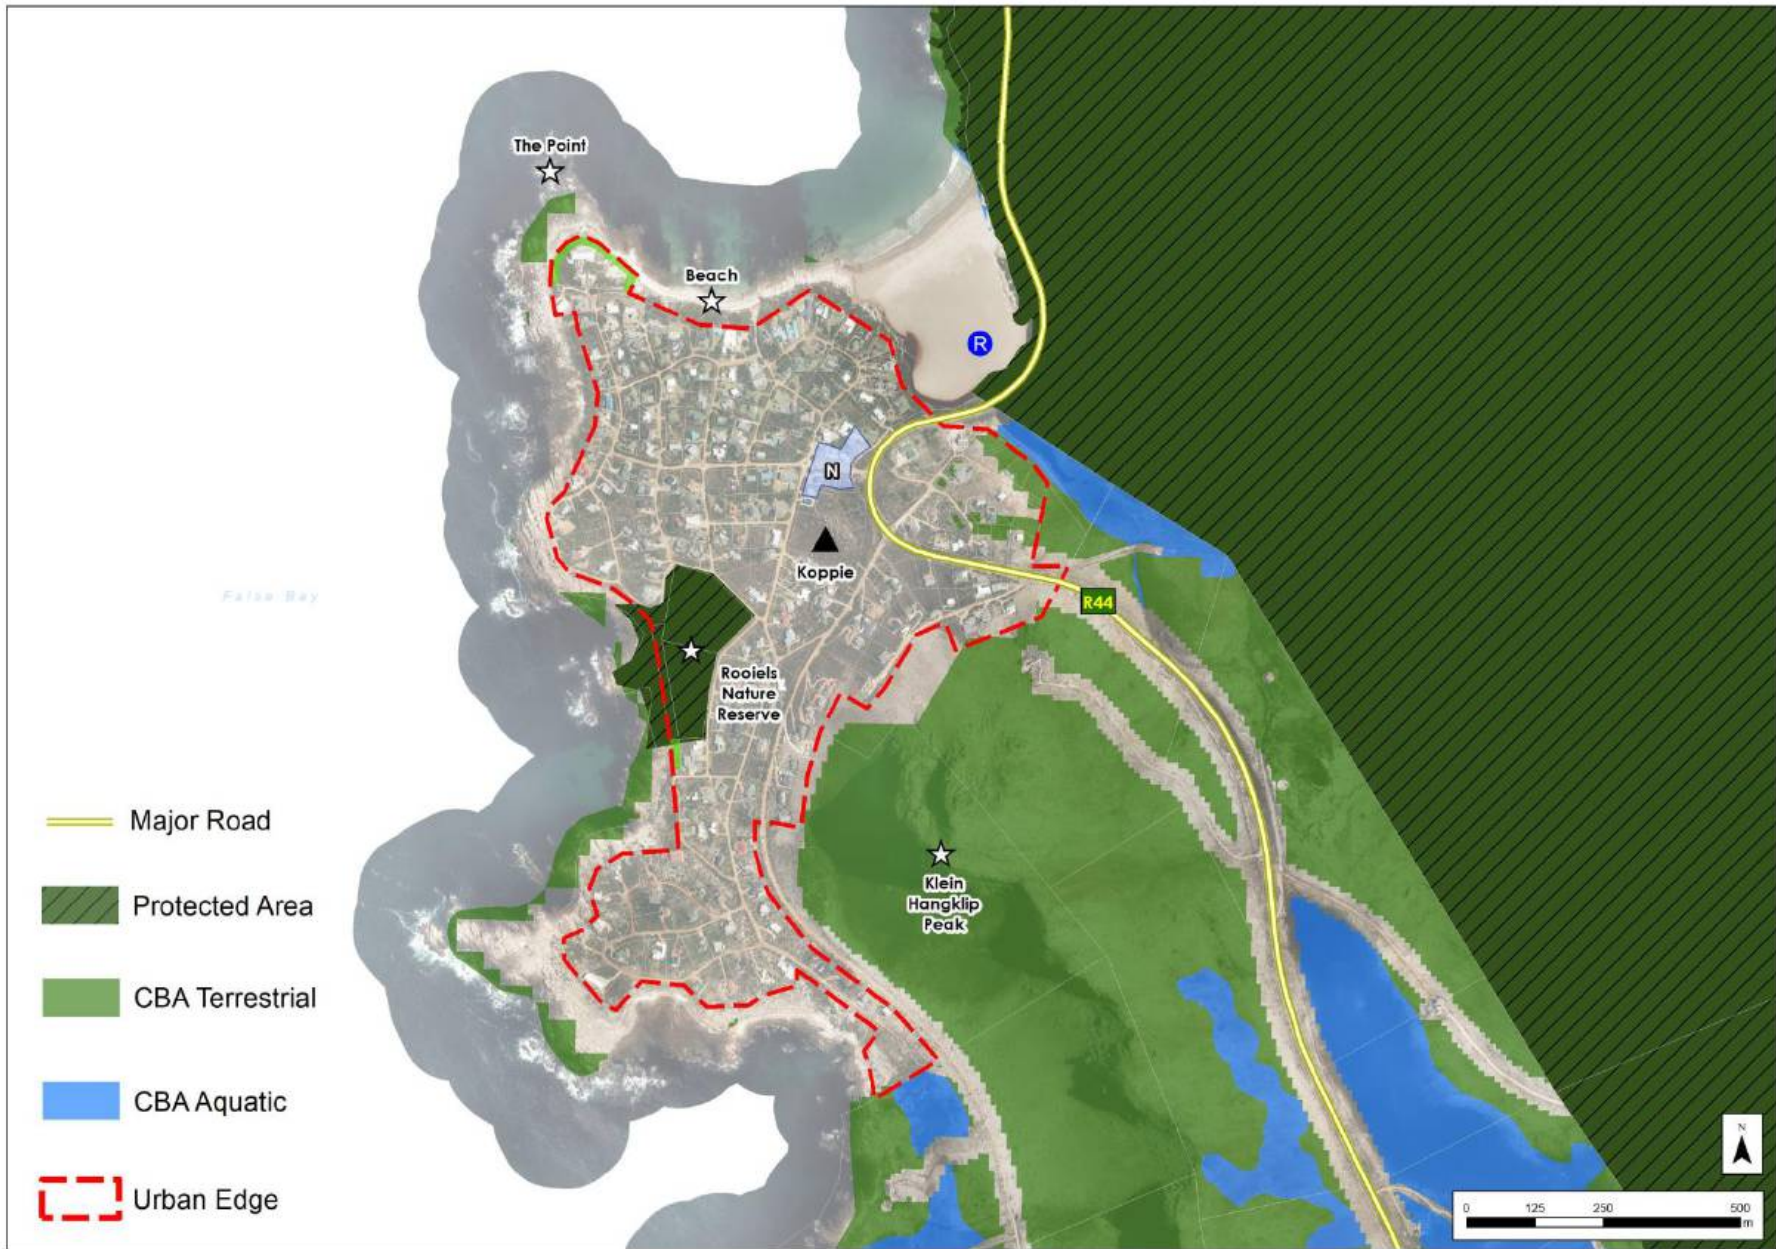 The Point
Beach
R
N
Koppie
R44
False Bay
Rooiels
Nature
Reserve
Klein
Hangklip
Peak
Major Road
Protected Area
CBA Terrestrial
CBA Aquatic
Urban Edge
N
0 125 250 500
m